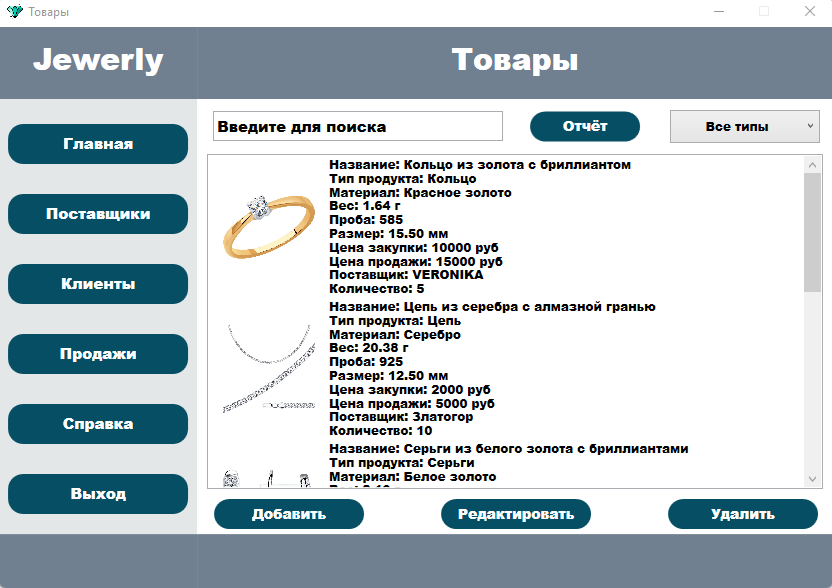 Товары
Jewerly
Товары
Главная
Поставщики
Клиенты
Продажи
Справка
Выход
Введите для поиска
Отчёт
Все типы
Название: Кольцо из золота с бриллиантом
Тип продукта: Кольцо
Материал: Красное золото
Вес: 1.64 г
Проба: 585
Размер: 15.50 мм
Цена закупки: 10000 руб
Цена продажи: 15000 руб
Поставщик: VERONIKA
Количество: 5
Название: Цепь из серебра с алмазной гранью
Тип продукта: Цепь
Материал: Серебро
Вес: 20.38 г
Проба: 925
Размер: 12.50 мм
Цена закупки: 2000 руб
Цена продажи: 5000 руб
Поставщик: Златогор
Количество: 10
Название: Серьги из белого золота с бриллиантами
Тип продукта: Серьги
Материал: Белое золото
Добавить
Редактировать
Удалить